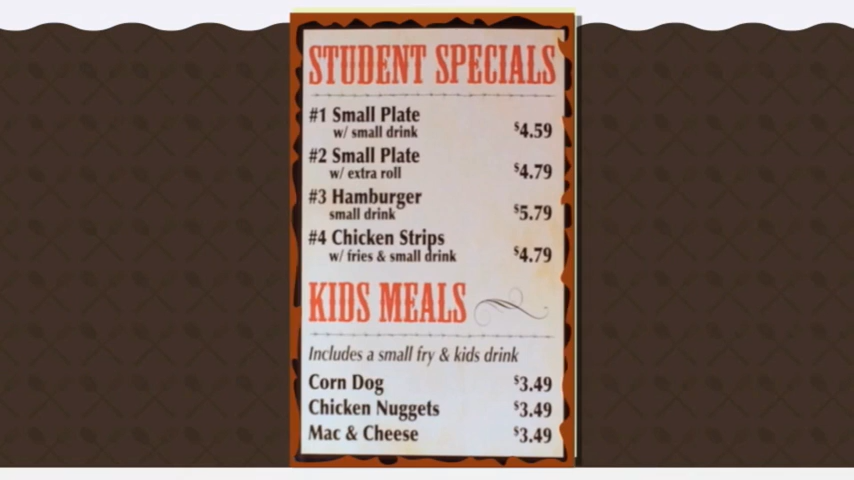 STUDENT SPECIALS
#1 Small Plate
w/ small drink $4.59
#2 Small Plate
w/ extra roll $4.79
#3 Hamburger
small drink $5.79
#4 Chicken Strips
w/ fries & small drink $4.79
KIDS MEALS
Includes a small fry & kids drink
Corn Dog $3.49
Chicken Nuggets $3.49
Mac & Cheese $3.49